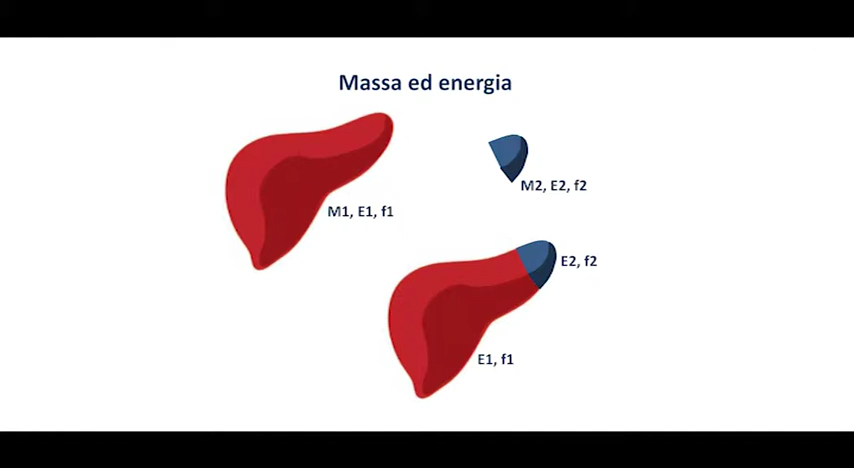 Massa ed energia
M1, E1, f1
M2, E2, f2
E2, f2
E1, f1